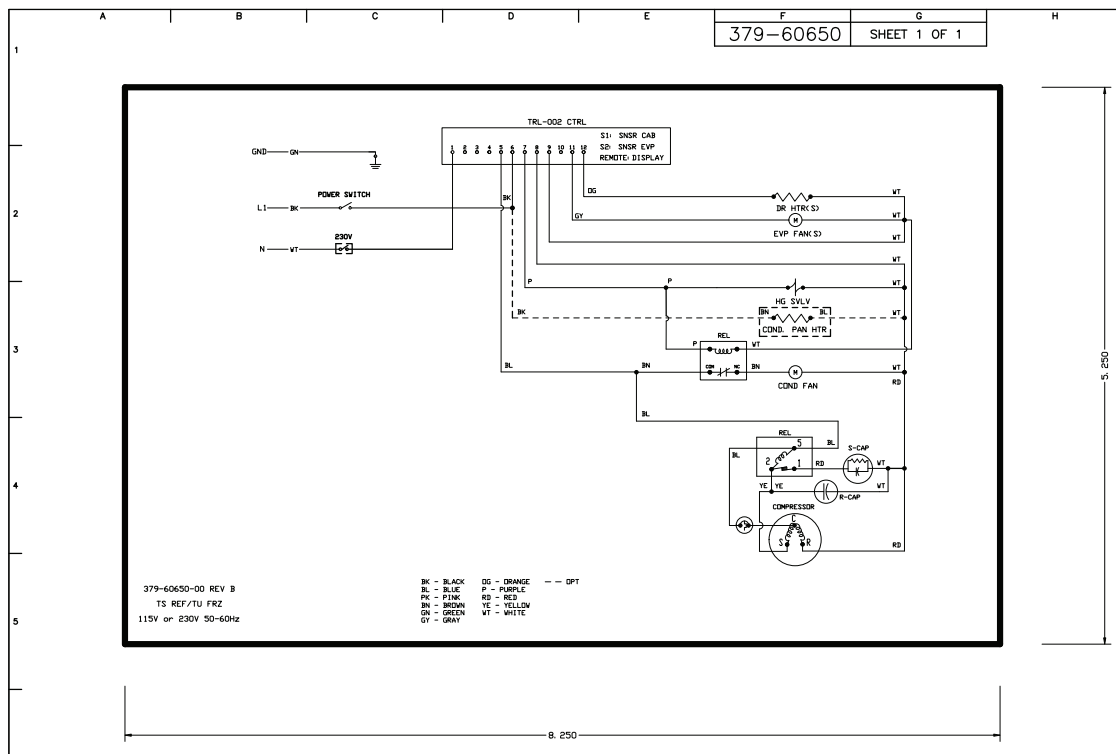 A B C D E F G H
379-60650 SHEET 1 OF 1
1
2
3
4
5
TRL-002 CTRL
S1: SNSR CAB
S2: SNSR EVP
REMOTE: DISPLAY
1 2 3 4 5 6 7 8 9 10 11 12
GND GN
POWER SWITCH
L1 BK
230V
N WT
BK
OG WT
DR HTR(S)
GY M WT
EVP FAN(S)
WT
WT
P P WT
HG SVLV
BK BN BL WT
COND. PAN HTR
REL
P WT
BL BN COM NC BN M WT
COND FAN
RD
BL
REL
BL 5 BL
S-CAP
2 1 RD K WT
YE YE WT
R-CAP
COMPRESSOR
C
S R
RD
379-60650-00 REV B
TS REF/TU FRZ
115V or 230V 50-60Hz
BK - BLACK OG - ORANGE -- OPT
BL - BLUE P - PURPLE
PK - PINK RD - RED
BN - BROWN YE - YELLOW
GN - GREEN WT - WHITE
GY - GRAY
5.250
8.250